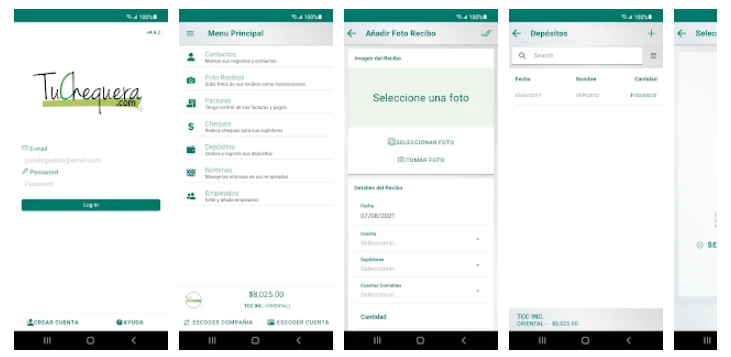 100%
v4.4.2
TuChequera
.com
E-mail
juandelpueblo@email.com
Password
Password
Log in
CREAR CUENTA
AYUDA
100%
Menu Principal
Contactos
Maneje sus negocios y contactos
Foto Recibos
Suba fotos de sus recibos como transacciones
Facturas
Tenga control de sus facturas y pagos
Cheques
Realice cheques para sus suplidores
Depósitos
Ordene y registre sus depósitos
Nóminas
Maneje las nóminas de sus empleados
Empleados
Edite y añada empleados
$8,025.00
TCC INC. (ORIENTAL)
ESCOGER COMPAÑIA
ESCOGER CUENTA
100%
Añadir Foto Recibo
Imagen del Recibo
Seleccione una foto
SELECCIONAR FOTO
TOMAR FOTO
Detalles del Recibo
Fecha
07/08/2021
Cuenta
Seleccionar...
Suplidores
Seleccionar...
Cuentas Contables
Seleccionar...
Cantidad
100%
Depósitos
Search
Fecha Nombre Cantidad
DEPOSITO $100,000.00
TCC INC.
ORIENTAL - $8,025.00
Selec
SE